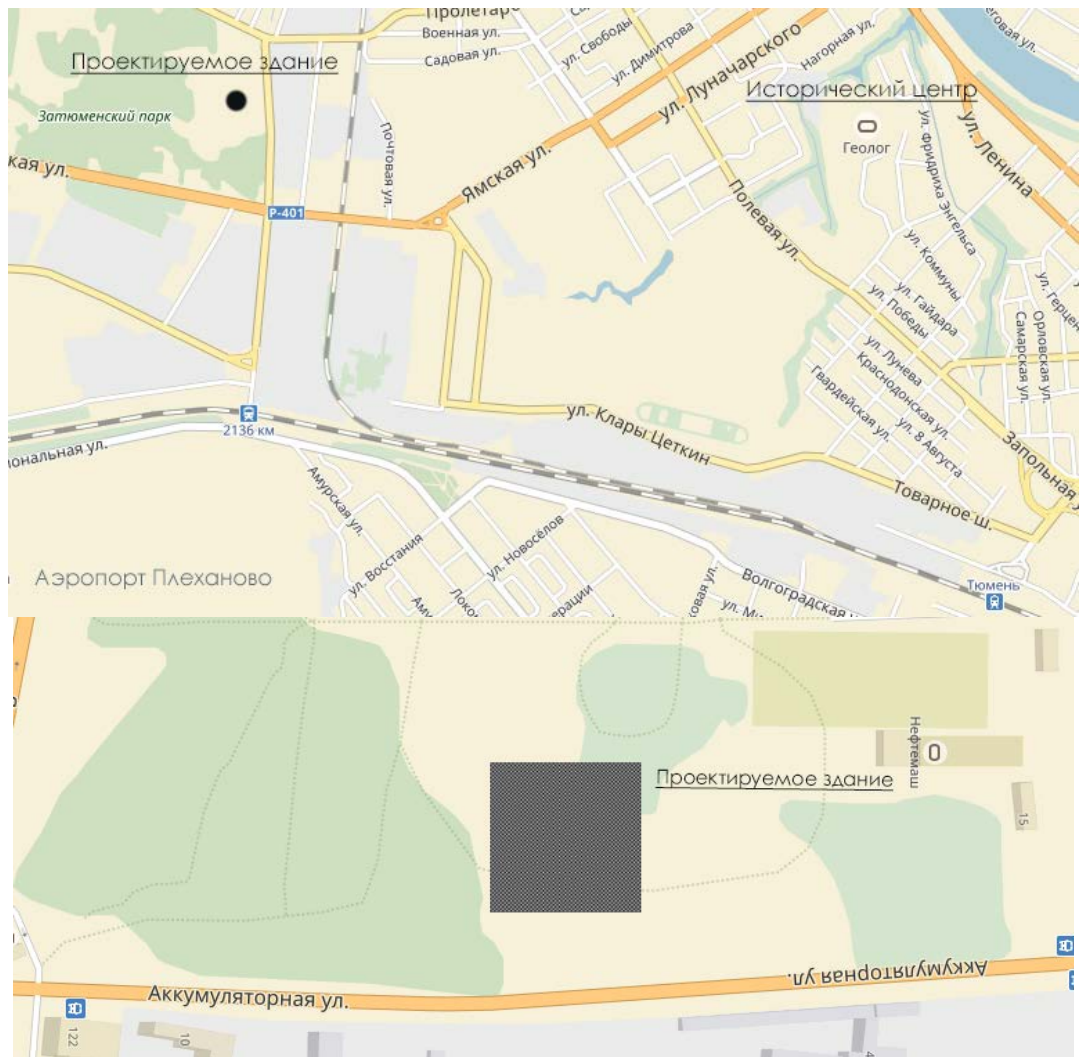 Пролетар
Военная ул.
Садовая ул.
ул. Свободы
ул. Димитрова
ул. Луначарского
Нагорная ул.
Проектируемое здание
Исторический центр
Затюменский парк
Почтовая ул.
Геолог
ул. Фридриха Энгельса
ул. Ленина
кая ул.
Ямская ул.
Р-401
Полевая ул.
ул. Коммуны
ул. Гайдара
ул. Победы
ул. Лунева
Краснодонская ул.
Гвардейская ул.
ул. 8 Августа
Самарская ул.
Орловская ул.
ул. Герцен
2136 км
ул. Клары Цеткин
Запольная
Товарное ш.
иональная ул.
Амурская ул.
ул. Восстания
ул. Новосёлов
Аэропорт Плеханово
Волгоградская
Тюмень
Проектируемое здание
Нефтемаш
15
Аккумуляторная ул.
Аккумуляторная ул.
122
10